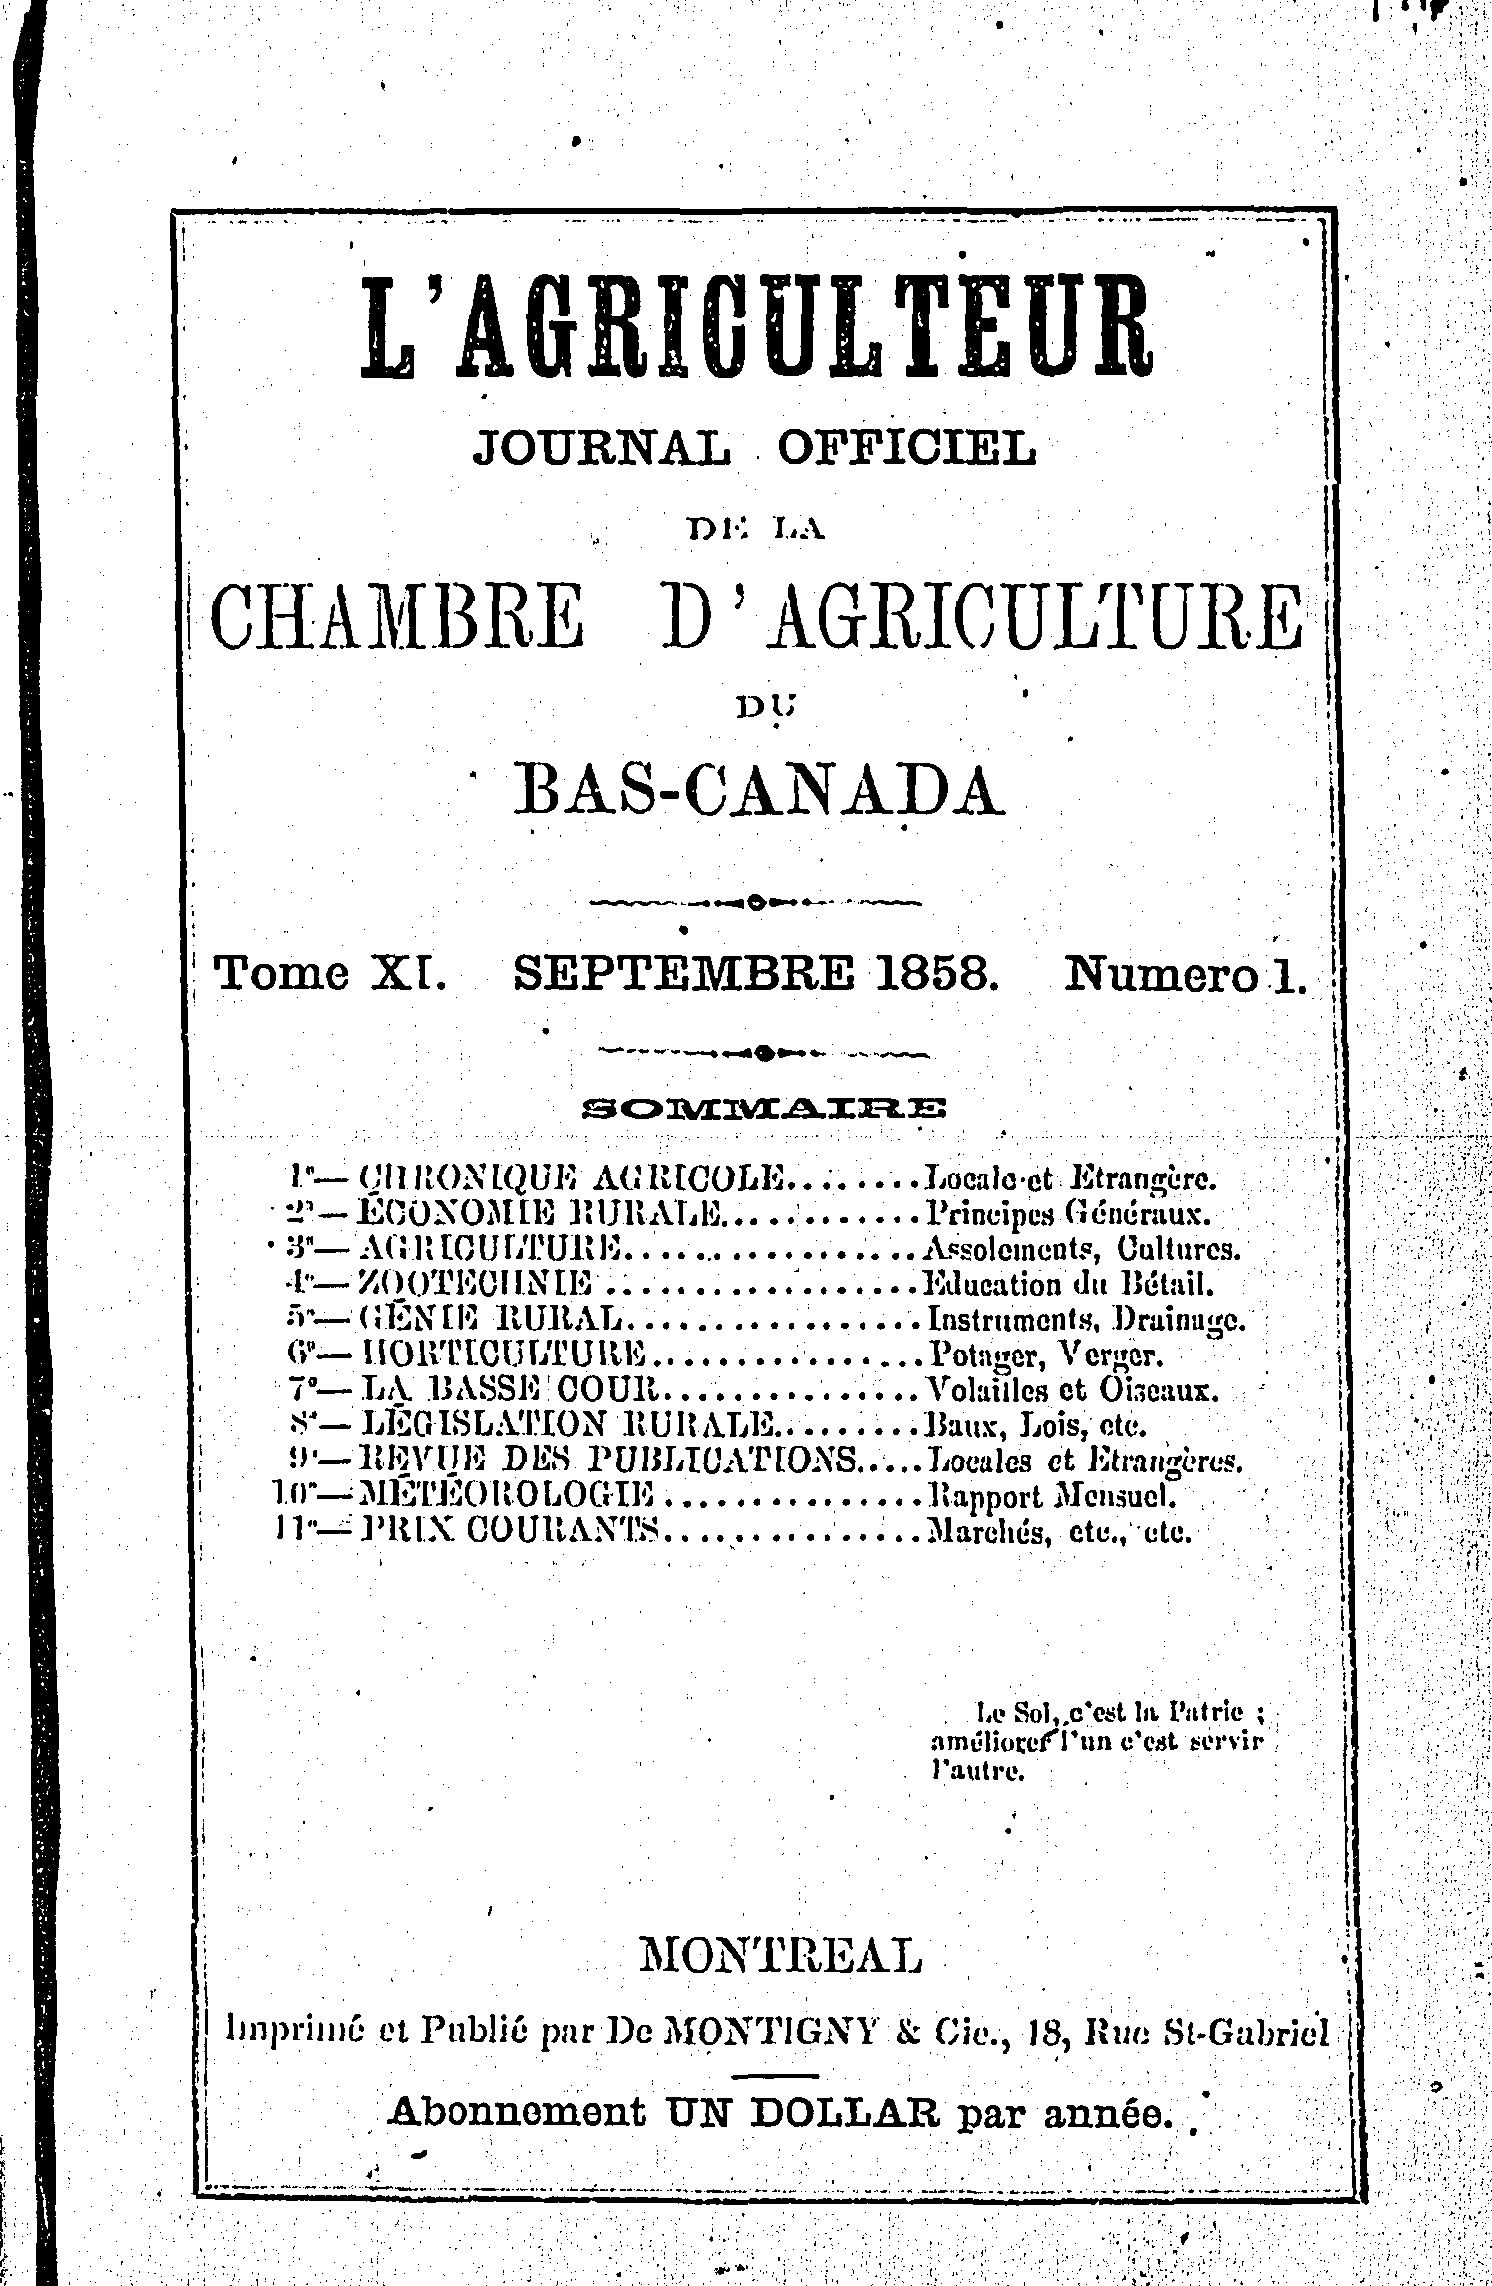 L'AGRICULTEUR
JOURNAL OFFICIEL
DE LA
CHAMBRE D'AGRICULTURE
DU
BAS-CANADA
Tome XI. SEPTEMBRE 1858. Numero 1.
SOMMAIRE
1°— CHRONIQUE AGRICOLE........Locale et Etrangère.
2°— ÉCONOMIE RURALE............Principes Généraux.
3°— AGRICULTURE.................Assolements, Cultures.
4°— ZOOTECHNIE..................Education du Bétail.
5°— GÉNIE RURAL.................Instruments, Drainage.
6°— HORTICULTURE................Potager, Verger.
7°— LA BASSE COUR...............Volailles et Oiseaux.
8°— LÉGISLATION RURALE.........Baux, Lois, etc.
9°— REVUE DES PUBLICATIONS.....Locales et Etrangères.
10°— MÉTÉOROLOGIE...............Rapport Mensuel.
11°— PRIX COURANTS...............Marchés, etc., etc.
Le Sol, c'est la Patrie ;
améliorer l'un c'est servir
l'autre.
MONTREAL
Imprimé et Publié par De MONTIGNY & Cie., 18, Rue St-Gabriel
Abonnement UN DOLLAR par année.